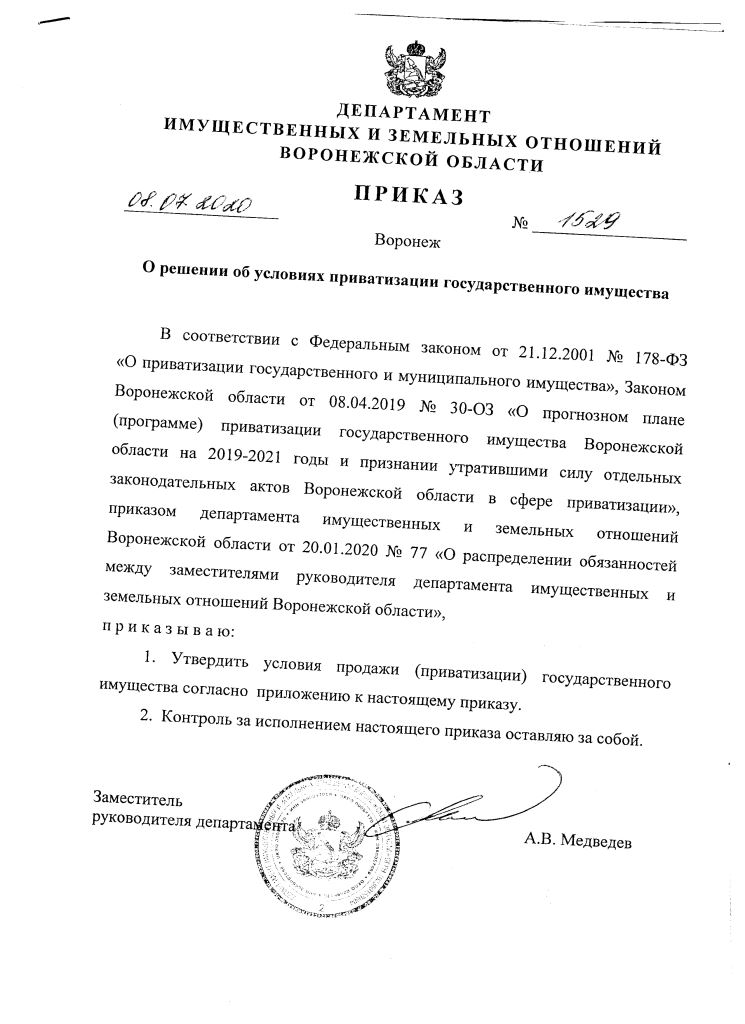 ДЕПАРТАМЕНТ
ИМУЩЕСТВЕННЫХ И ЗЕМЕЛЬНЫХ ОТНОШЕНИЙ
ВОРОНЕЖСКОЙ ОБЛАСТИ
ПРИКАЗ
08.07.2020
№ 1529
Воронеж
О решении об условиях приватизации государственного имущества
В соответствии с Федеральным законом от 21.12.2001 № 178-ФЗ
«О приватизации государственного и муниципального имущества», Законом
Воронежской области от 08.04.2019 № 30-ОЗ «О прогнозном плане
(программе) приватизации государственного имущества Воронежской
области на 2019-2021 годы и признании утратившими силу отдельных
законодательных актов Воронежской области в сфере приватизации»,
приказом департамента имущественных и земельных отношений
Воронежской области от 20.01.2020 № 77 «О распределении обязанностей
между заместителями руководителя департамента имущественных и
земельных отношений Воронежской области»,
п р и к а з ы в а ю:
1. Утвердить условия продажи (приватизации) государственного
имущества согласно приложению к настоящему приказу.
2. Контроль за исполнением настоящего приказа оставляю за собой.
Заместитель
руководителя департамента
А.В. Медведев
2